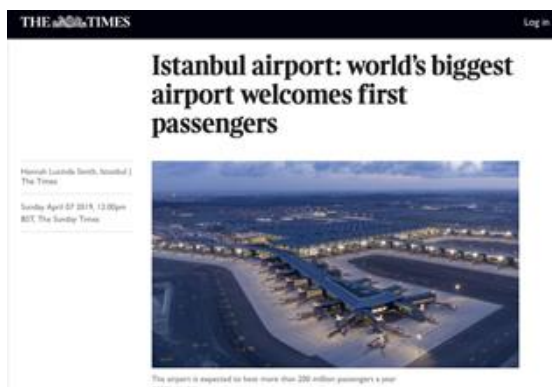 THE TIMES
Log in
Istanbul airport: world's biggest
airport welcomes first
passengers
Hannah Lucinda Smith, Istanbul |
The Times
Sunday April 07 2019, 12.00pm
BST, The Sunday Times
The airport is expected to host more than 200 million passengers a year